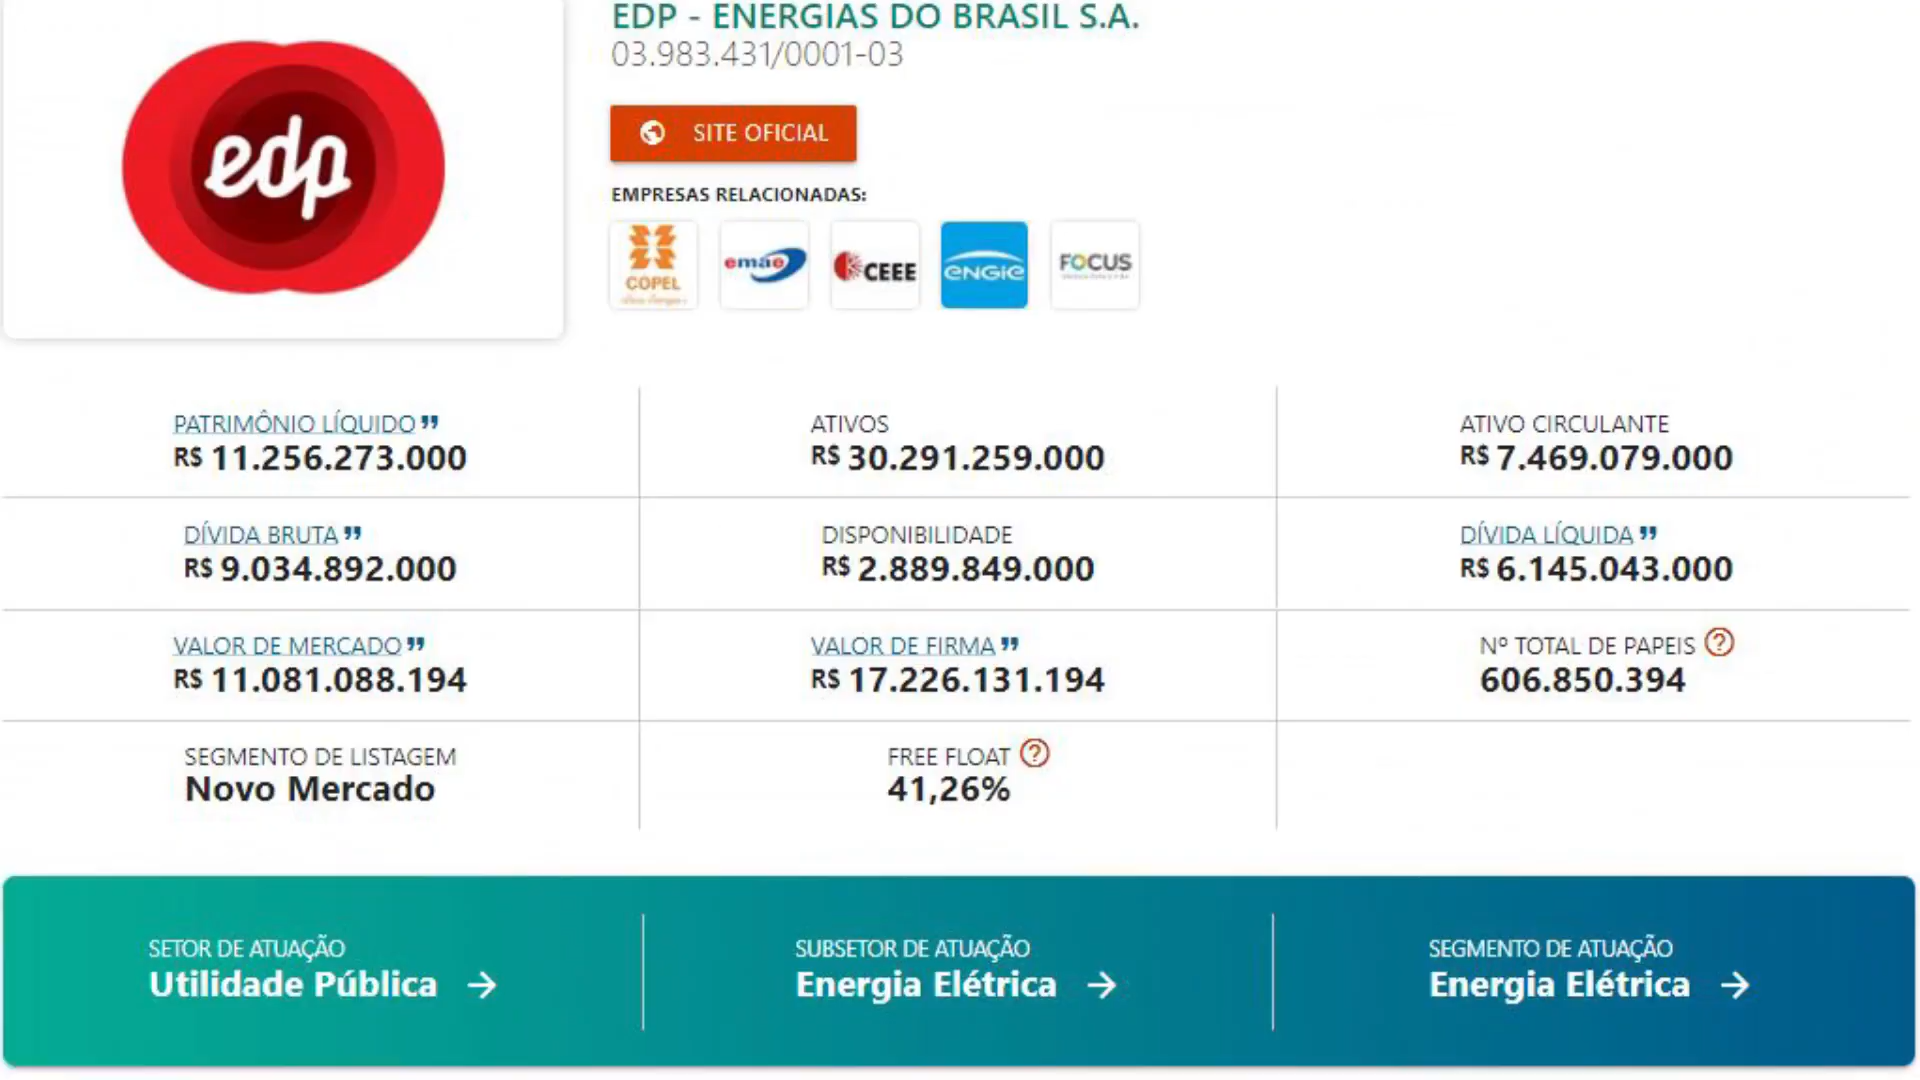 EDP - ENERGIAS DO BRASIL S.A.
03.983.431/0001-03
edp
SITE OFICIAL
EMPRESAS RELACIONADAS:
COPEL
emae
CEEE
ENGIE
FOCUS
PATRIMÔNIO LÍQUIDO ATIVOS ATIVO CIRCULANTE
R$ 11.256.273.000 R$ 30.291.259.000 R$ 7.469.079.000
DÍVIDA BRUTA DISPONIBILIDADE DÍVIDA LÍQUIDA
R$ 9.034.892.000 R$ 2.889.849.000 R$ 6.145.043.000
VALOR DE MERCADO VALOR DE FIRMA Nº TOTAL DE PAPEIS ?
R$ 11.081.088.194 R$ 17.226.131.194 606.850.394
SEGMENTO DE LISTAGEM FREE FLOAT ?
Novo Mercado 41,26%
SETOR DE ATUAÇÃO SUBSETOR DE ATUAÇÃO SEGMENTO DE ATUAÇÃO
Utilidade Pública → Energia Elétrica → Energia Elétrica →